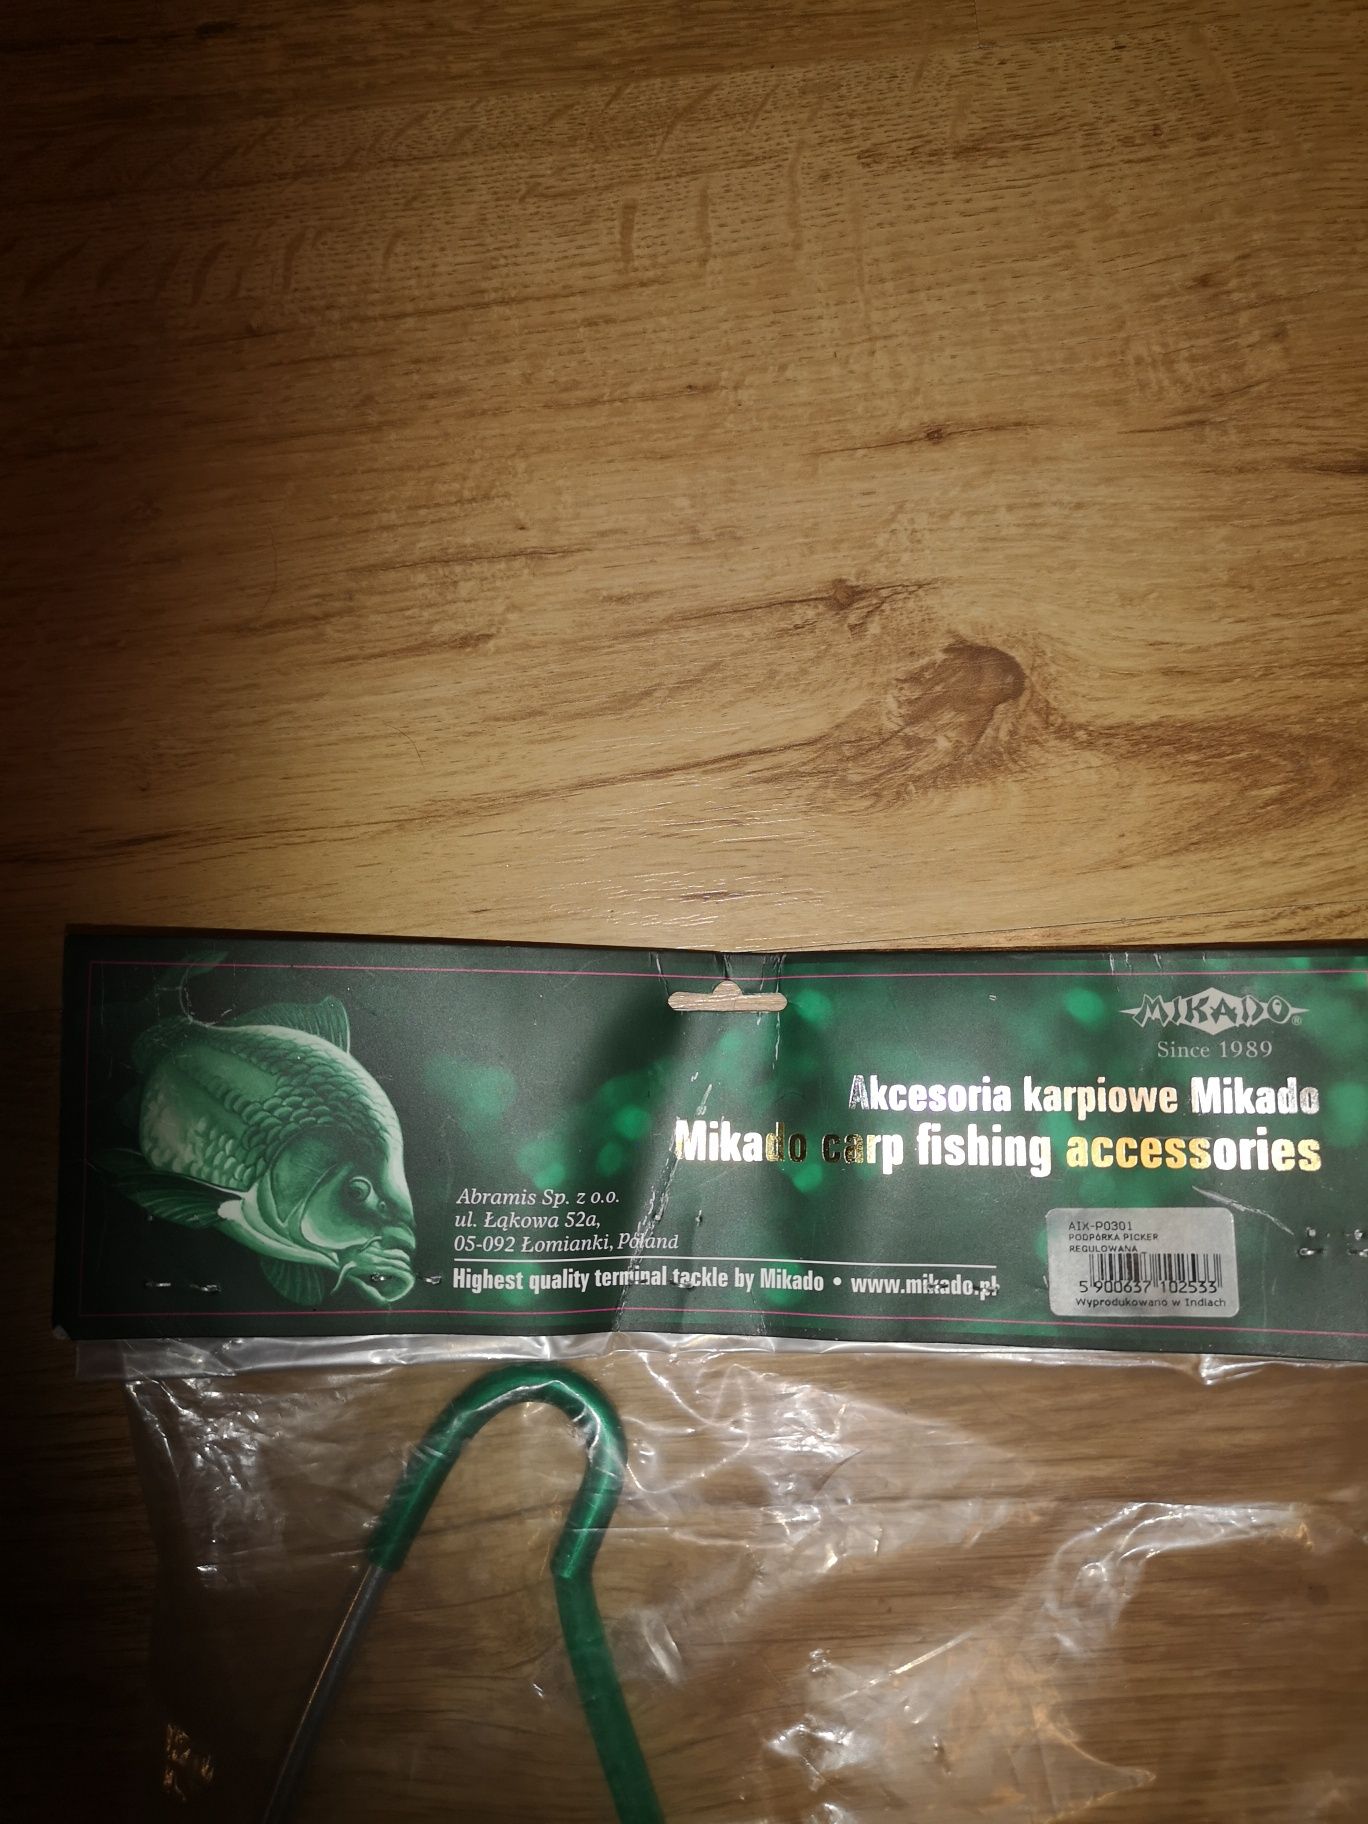 MIKADO®
Since 1989
Akcesoria karpiowe Mikado
Mikado carp fishing accessories
Abramis Sp. z o.o.
ul. Łąkowa 52a,
05-092 Łomianki, Poland
Highest quality terminal tackle by Mikado • www.mikado.pl
AIX-P0301
PODPÓRKA PICKER
REGULOWANA
5 900637 102533
Wyprodukowano w Indiach